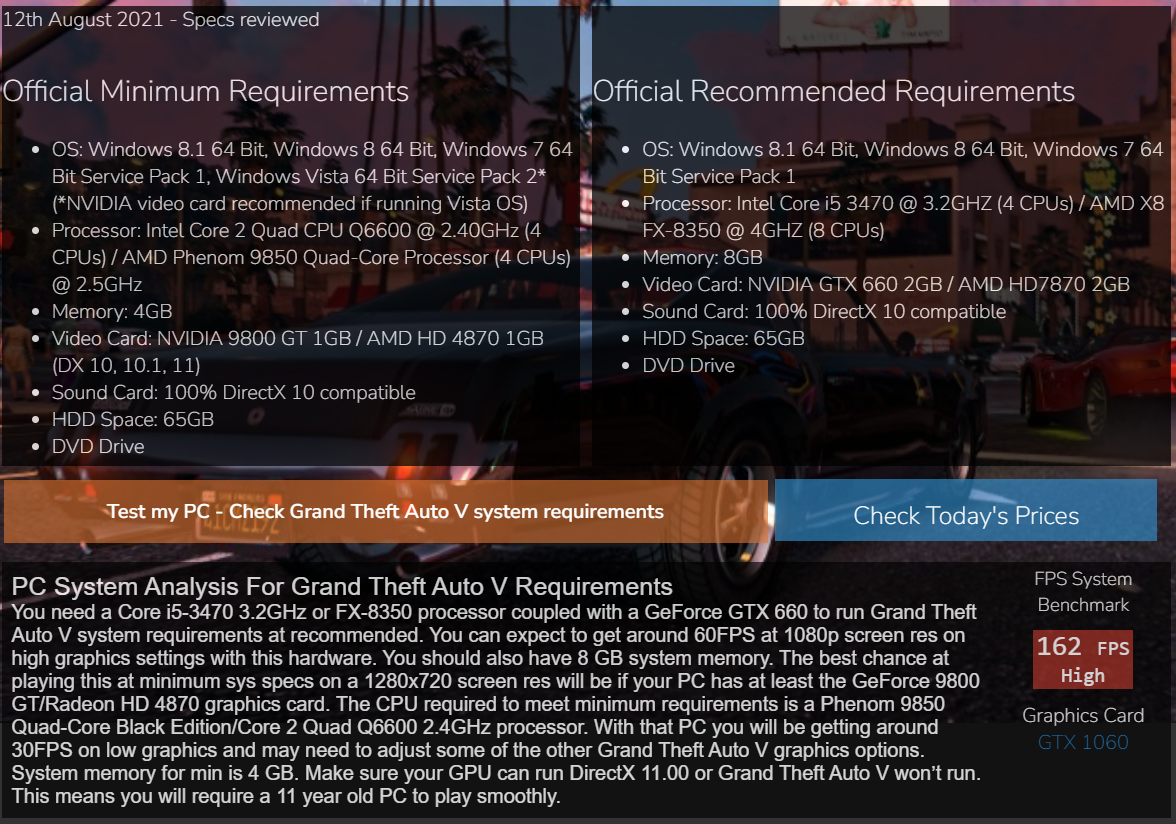 12th August 2021 - Specs reviewed
Official Minimum Requirements
• OS: Windows 8.1 64 Bit, Windows 8 64 Bit, Windows 7 64
Bit Service Pack 1, Windows Vista 64 Bit Service Pack 2*
(*NVIDIA video card recommended if running Vista OS)
• Processor: Intel Core 2 Quad CPU Q6600 @ 2.40GHz (4
CPUs) / AMD Phenom 9850 Quad-Core Processor (4 CPUs)
@ 2.5GHz
• Memory: 4GB
• Video Card: NVIDIA 9800 GT 1GB / AMD HD 4870 1GB
(DX 10, 10.1, 11)
• Sound Card: 100% DirectX 10 compatible
• HDD Space: 65GB
• DVD Drive
Official Recommended Requirements
• OS: Windows 8.1 64 Bit, Windows 8 64 Bit, Windows 7 64
Bit Service Pack 1
• Processor: Intel Core i5 3470 @ 3.2GHZ (4 CPUs) / AMD X8
FX-8350 @ 4GHZ (8 CPUs)
• Memory: 8GB
• Video Card: NVIDIA GTX 660 2GB / AMD HD7870 2GB
• Sound Card: 100% DirectX 10 compatible
• HDD Space: 65GB
• DVD Drive
Test my PC - Check Grand Theft Auto V system requirements
Check Today's Prices
PC System Analysis For Grand Theft Auto V Requirements
You need a Core i5-3470 3.2GHz or FX-8350 processor coupled with a GeForce GTX 660 to run Grand Theft
Auto V system requirements at recommended. You can expect to get around 60FPS at 1080p screen res on
high graphics settings with this hardware. You should also have 8 GB system memory. The best chance at
playing this at minimum sys specs on a 1280x720 screen res will be if your PC has at least the GeForce 9800
GT/Radeon HD 4870 graphics card. The CPU required to meet minimum requirements is a Phenom 9850
Quad-Core Black Edition/Core 2 Quad Q6600 2.4GHz processor. With that PC you will be getting around
30FPS on low graphics and may need to adjust some of the other Grand Theft Auto V graphics options.
System memory for min is 4 GB. Make sure your GPU can run DirectX 11.00 or Grand Theft Auto V won’t run.
This means you will require a 11 year old PC to play smoothly.
FPS System
Benchmark
162 FPS
High
Graphics Card
GTX 1060